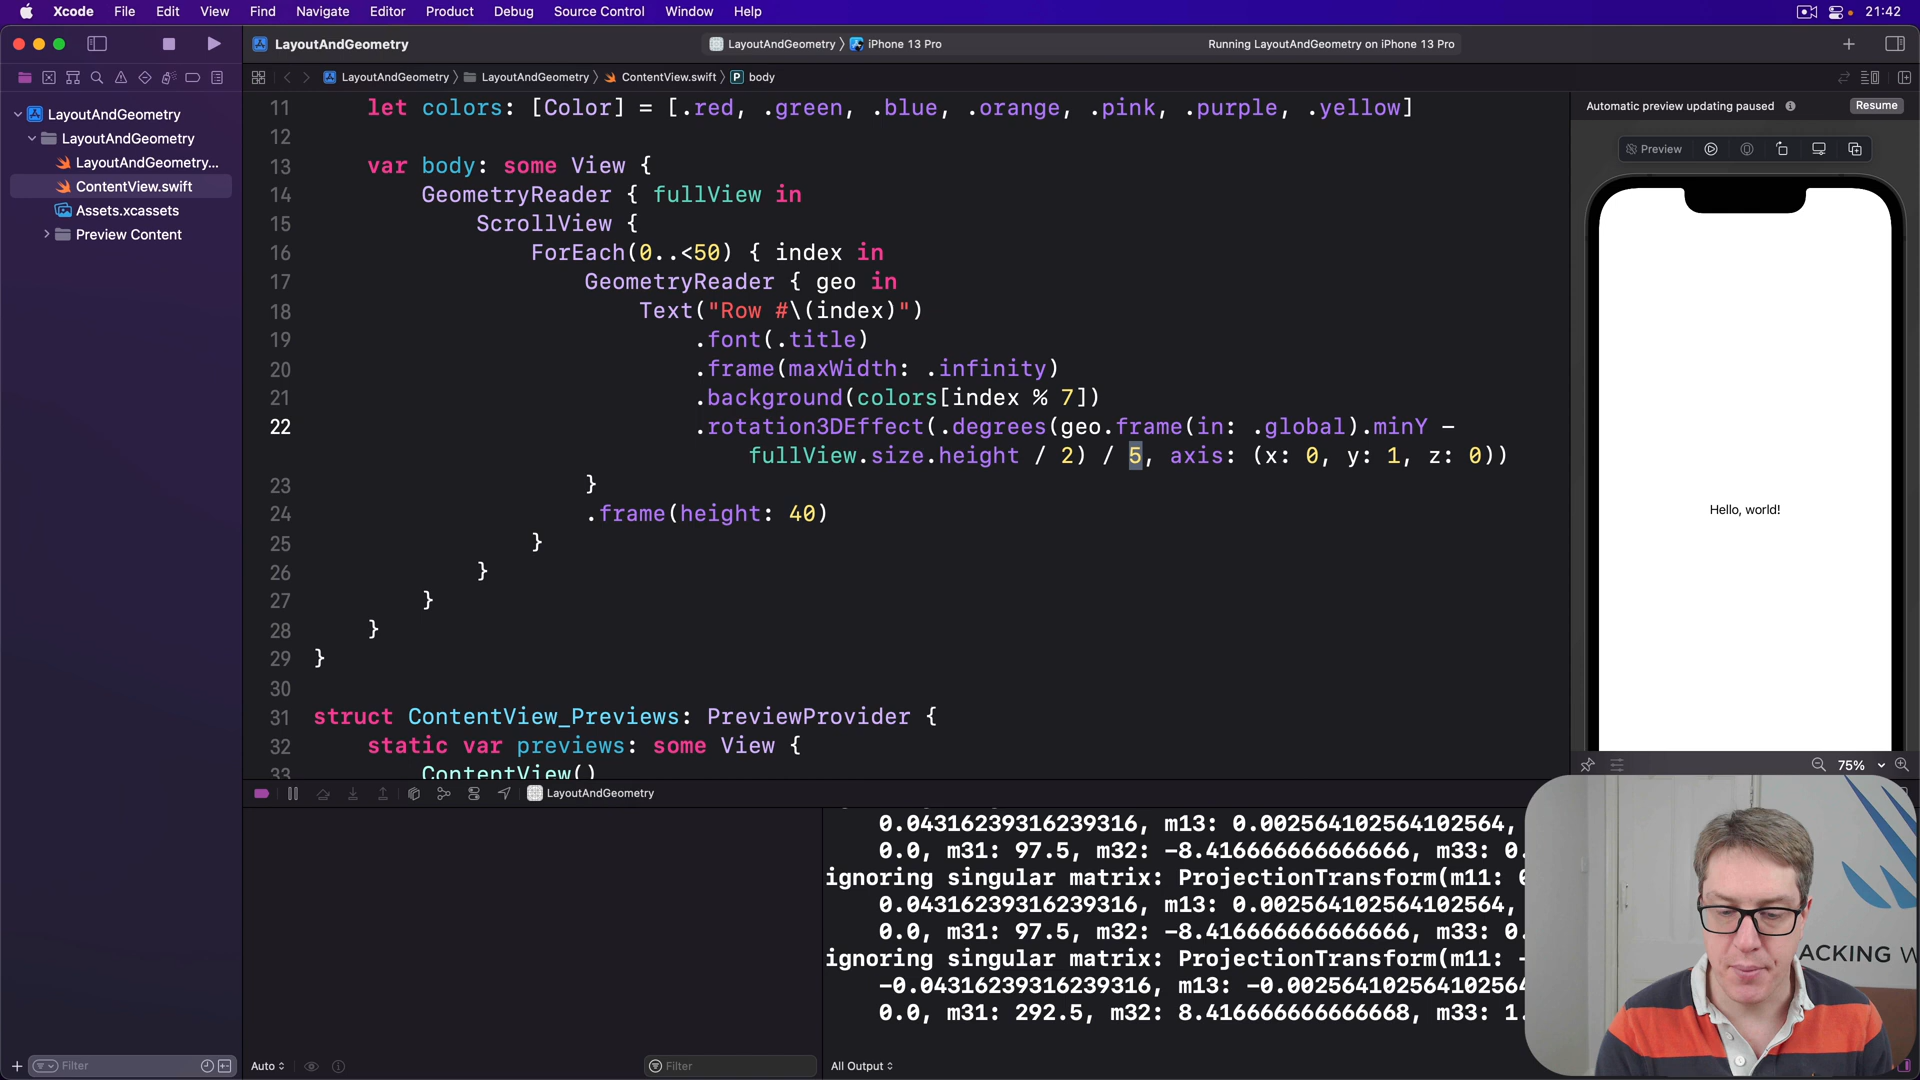 Xcode File Edit View Find Navigate Editor Product Debug Source Control Window Help 21:42
LayoutAndGeometry LayoutAndGeometry iPhone 13 Pro Running LayoutAndGeometry on iPhone 13 Pro
LayoutAndGeometry LayoutAndGeometry ContentView.swift P body
LayoutAndGeometry
LayoutAndGeometry
LayoutAndGeometry...
ContentView.swift
Assets.xcassets
Preview Content
Filter
11 let colors: [Color] = [.red, .green, .blue, .orange, .pink, .purple, .yellow]
12
13 var body: some View {
14 GeometryReader { fullView in
15 ScrollView {
16 ForEach(0..<50) { index in
17 GeometryReader { geo in
18 Text("Row #\(index)")
19 .font(.title)
20 .frame(maxWidth: .infinity)
21 .background(colors[index % 7])
22 .rotation3DEffect(.degrees(geo.frame(in: .global).minY -
fullView.size.height / 2) / 5, axis: (x: 0, y: 1, z: 0))
23 }
24 .frame(height: 40)
25 }
26 }
27 }
28 }
29 }
30
31 struct ContentView_Previews: PreviewProvider {
32 static var previews: some View {
33 ContentView()
Automatic preview updating paused Resume
Preview
Hello, world!
75%
LayoutAndGeometry
0.04316239316239316, m13: 0.002564102564102564,
0.0, m31: 97.5, m32: -8.416666666666666, m33: 0.
ignoring singular matrix: ProjectionTransform(m11: 0
0.04316239316239316, m13: 0.002564102564102564,
0.0, m31: 97.5, m32: -8.416666666666666, m33: 0.
ignoring singular matrix: ProjectionTransform(m11: -
-0.04316239316239316, m13: -0.002564102564102564
0.0, m31: 292.5, m32: 8.416666666666668, m33: 1.
Auto Filter All Output
ACKING W